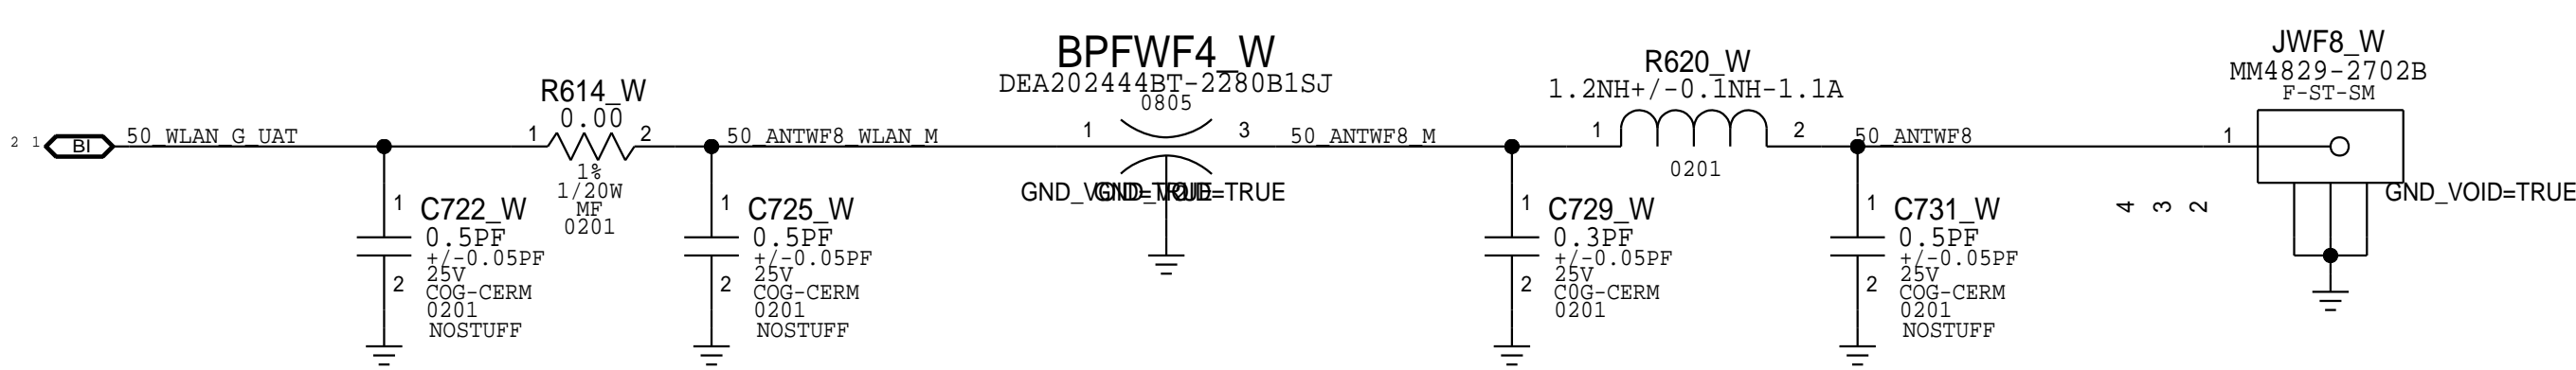 2 1
BI
50_WLAN_G_UAT
R614_W
0.00
1
2
1%
1/20W
MF
0201
1
C722_W
0.5PF
+/-0.05PF
25V
COG-CERM
0201
2
NOSTUFF
50_ANTWF8_WLAN_M
1
C725_W
0.5PF
+/-0.05PF
25V
COG-CERM
0201
2
NOSTUFF
BPFWF4_W
DEA202444BT-2280B1SJ
0805
1
3
GND_VOID=TRUE
GND_VOID=TRUE
50_ANTWF8_M
1
C729_W
0.3PF
+/-0.05PF
25V
C0G-CERM
0201
2
R620_W
1.2NH+/-0.1NH-1.1A
1
2
0201
50_ANTWF8
1
C731_W
0.5PF
+/-0.05PF
25V
COG-CERM
0201
2
NOSTUFF
JWF8_W
MM4829-2702B
F-ST-SM
1
4
3
2
GND_VOID=TRUE